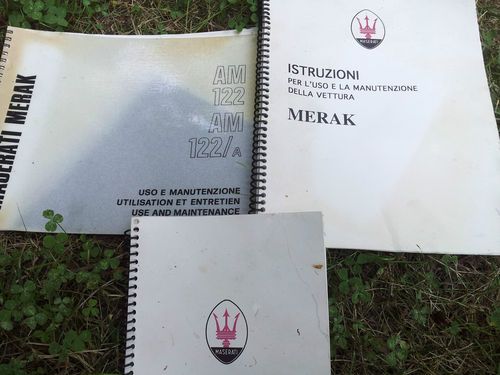 MASERATI MERAK
AM
122
AM
122/A
USO E MANUTENZIONE
UTILISATION ET ENTRETIEN
USE AND MAINTENANCE
MASERATI
ISTRUZIONI
PER L'USO E LA MANUTENZIONE
DELLA VETTURA
MERAK
MASERATI